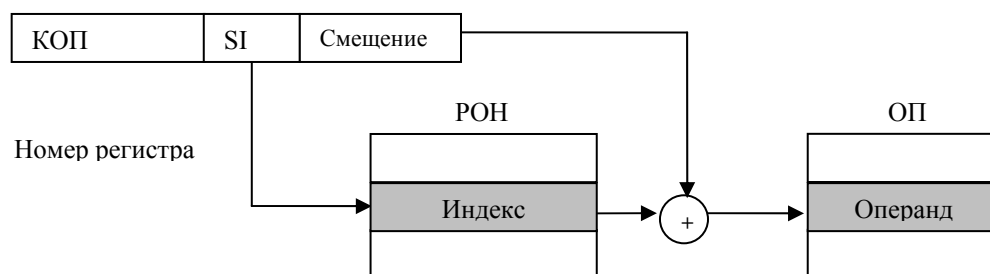 КОП SI Смещение
РОН ОП
Номер регистра
Индекс + Операнд